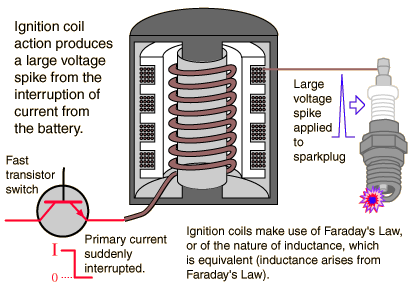 Ignition coil
action produces
a large voltage
spike from the
interruption of
current from
the battery.
Large
voltage
spike
applied
to
sparkplug
Fast
transistor
switch
Primary current
suddenly
interrupted.
I
0
Ignition coils make use of Faraday's Law,
or of the nature of inductance, which
is equivalent (inductance arises from
Faraday's Law).